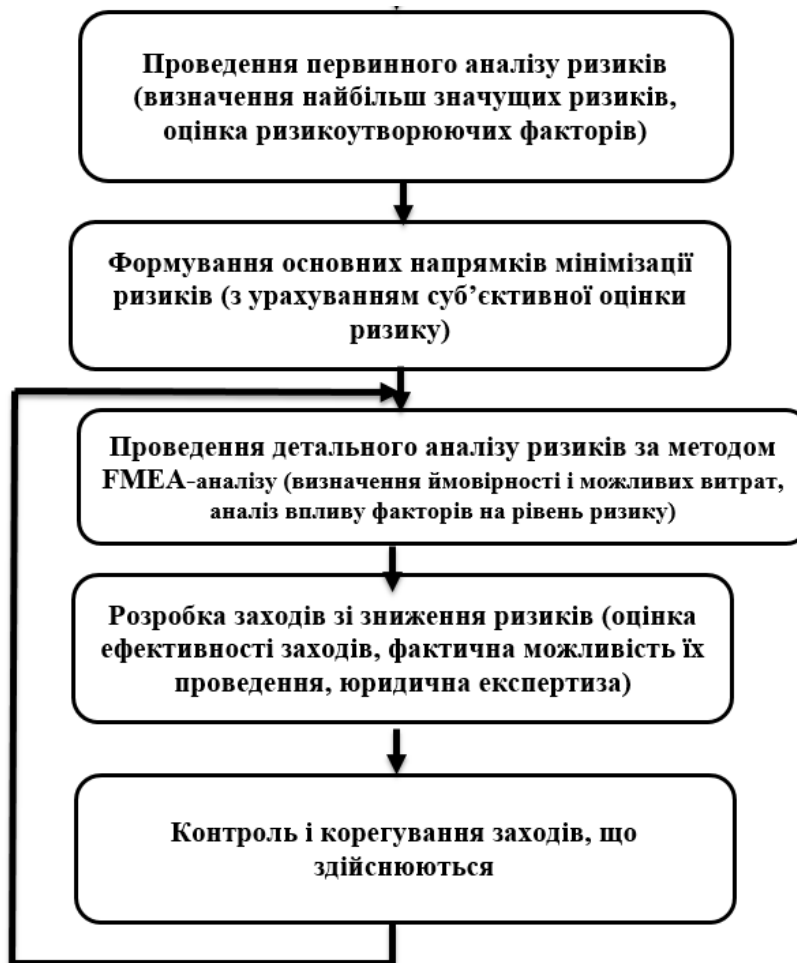 Проведення первинного аналізу ризиків
(визначення найбільш значущих ризиків,
оцінка ризикоутворюючих факторів)
Формування основних напрямків мінімізації
ризиків (з урахуванням суб’єктивної оцінки
ризику)
Проведення детального аналізу ризиків за методом
FMEA-аналізу (визначення ймовірності і можливих витрат,
аналіз впливу факторів на рівень ризику)
Розробка заходів зі зниження ризиків (оцінка
ефективності заходів, фактична можливість їх
проведення, юридична експертиза)
Контроль і корегування заходів, що
здійснюються